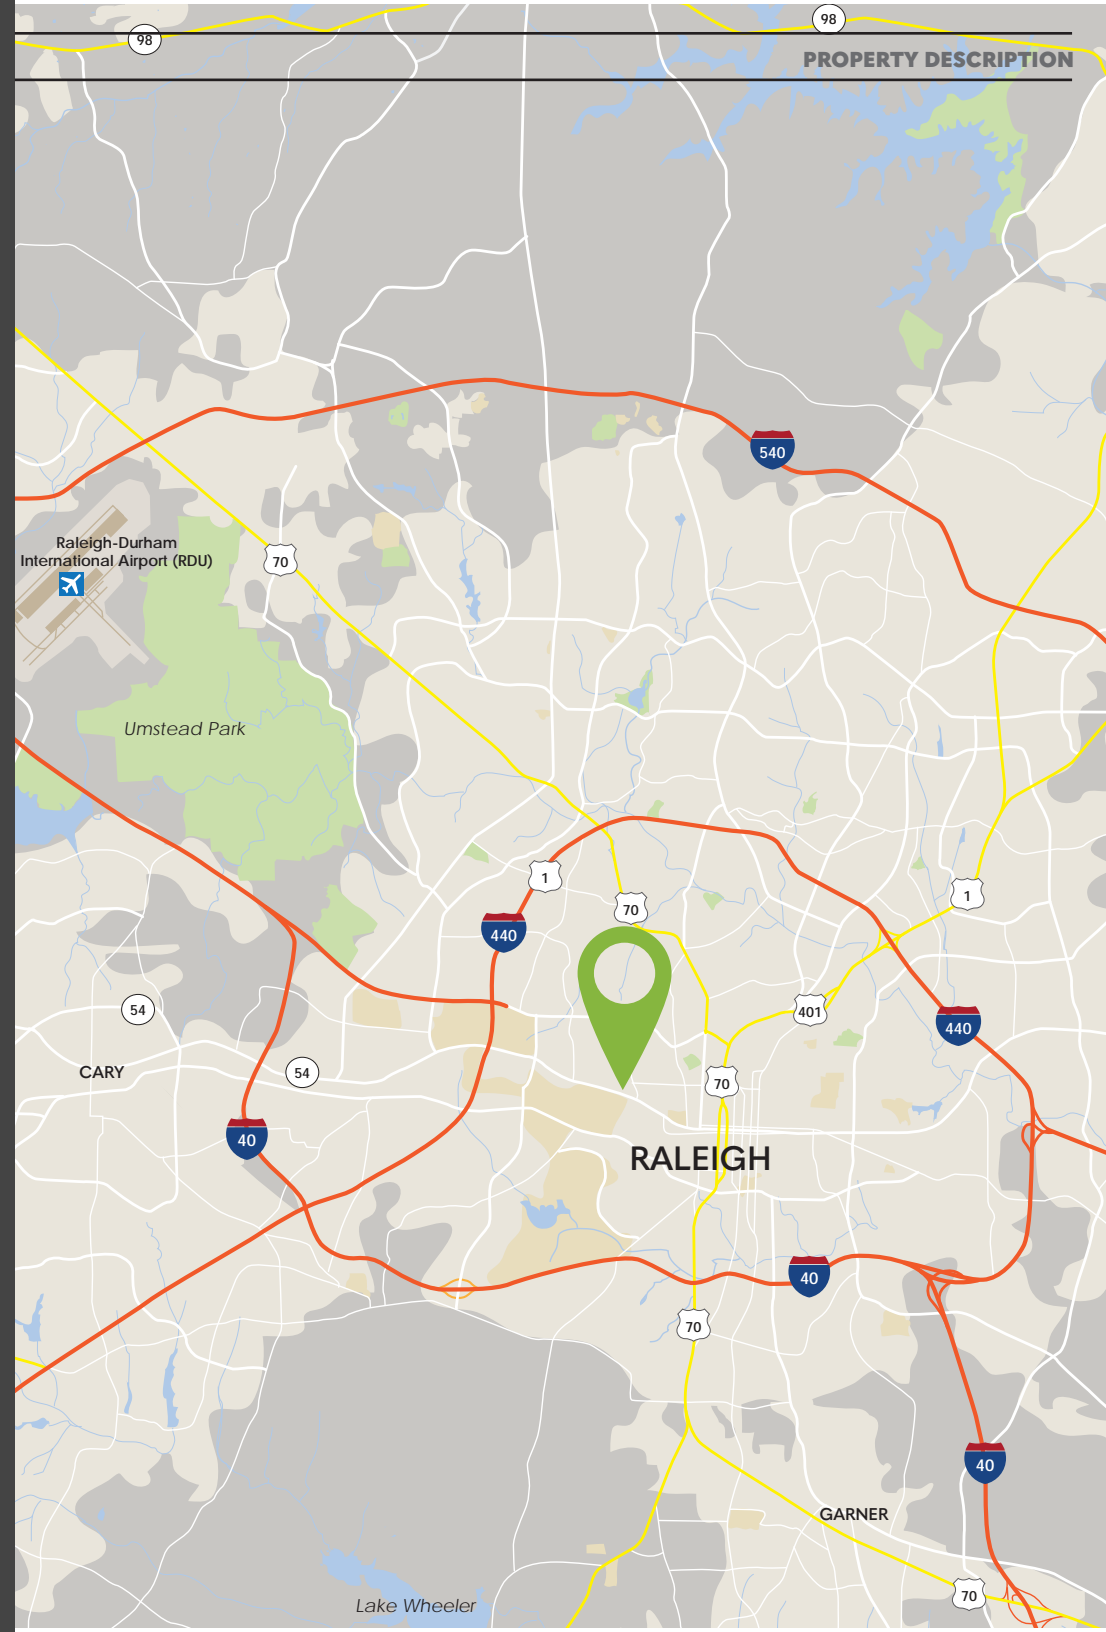 98
98
PROPERTY DESCRIPTION
540
Raleigh-Durham
International Airport (RDU)
70
Umstead Park
1
70
440
1
54
401
440
CARY
54
70
40
RALEIGH
40
70
40
GARNER
70
Lake Wheeler